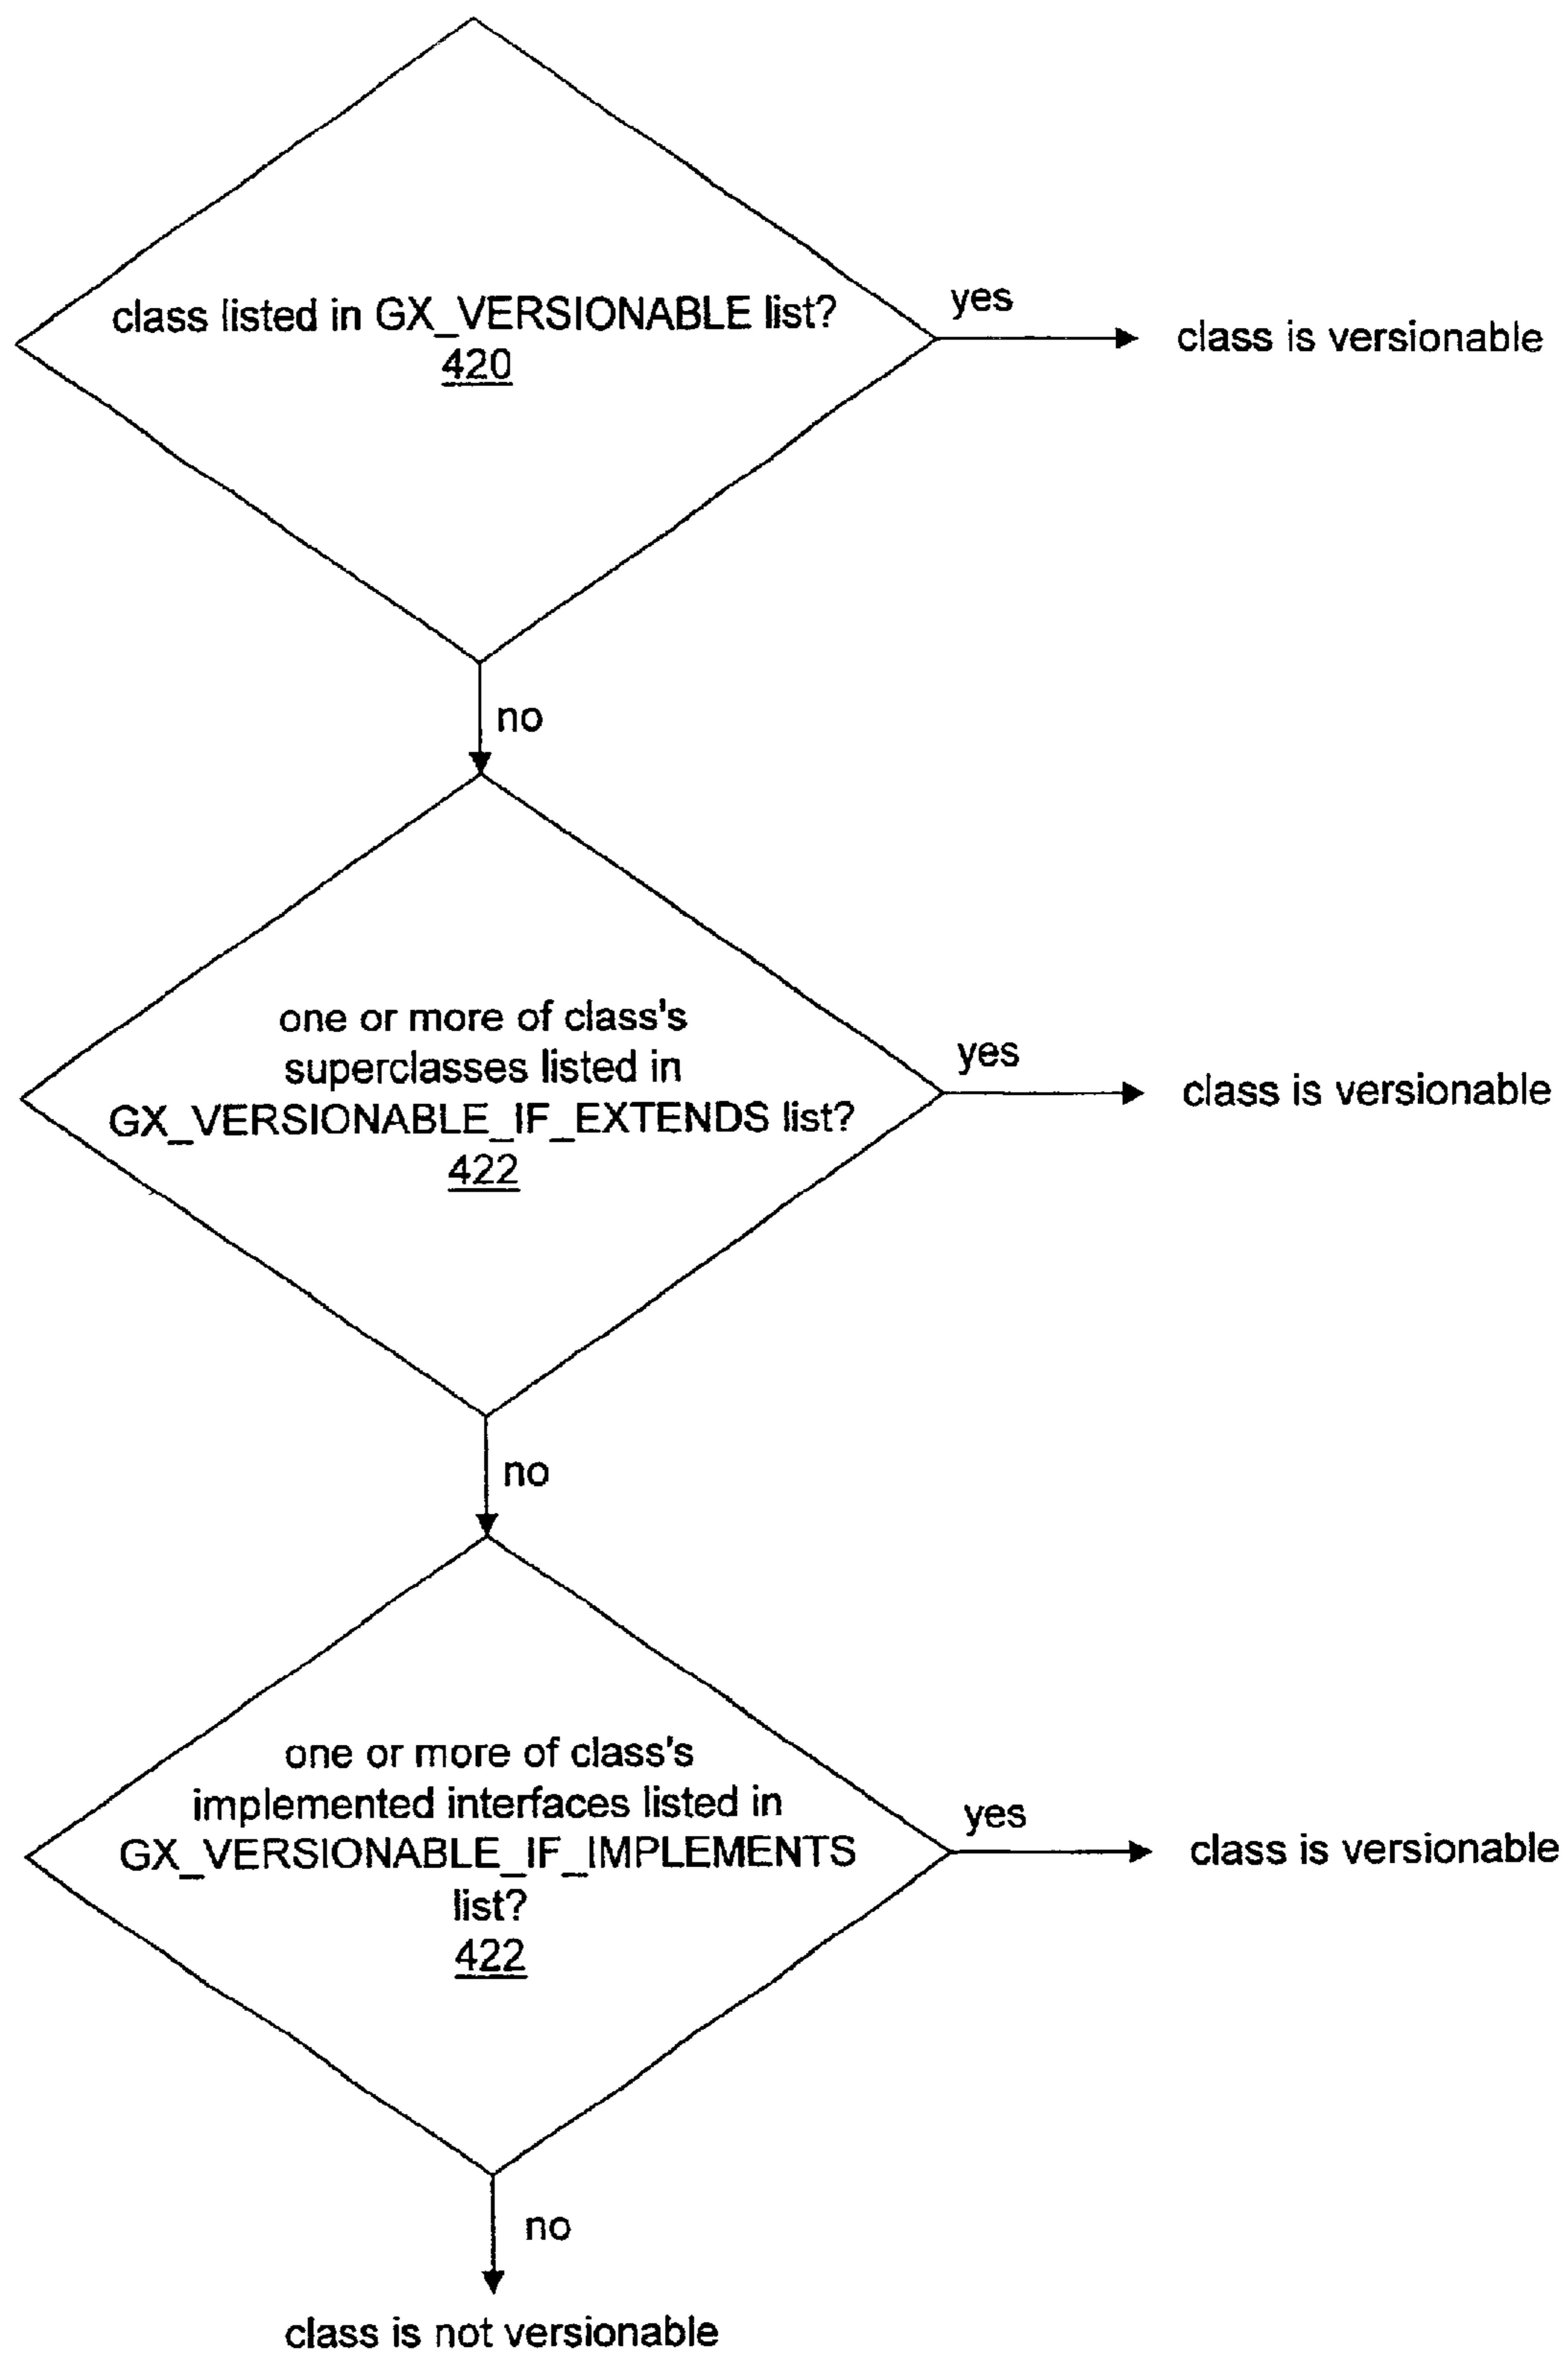 class listed in GX_VERSIONABLE list?
420
yes
class is versionable
no
one or more of class's
superclasses listed in
GX_VERSIONABLE_IF_EXTENDS list?
422
yes
class is versionable
no
one or more of class's
implemented interfaces listed in
GX_VERSIONABLE_IF_IMPLEMENTS
list?
422
yes
class is versionable
no
class is not versionable